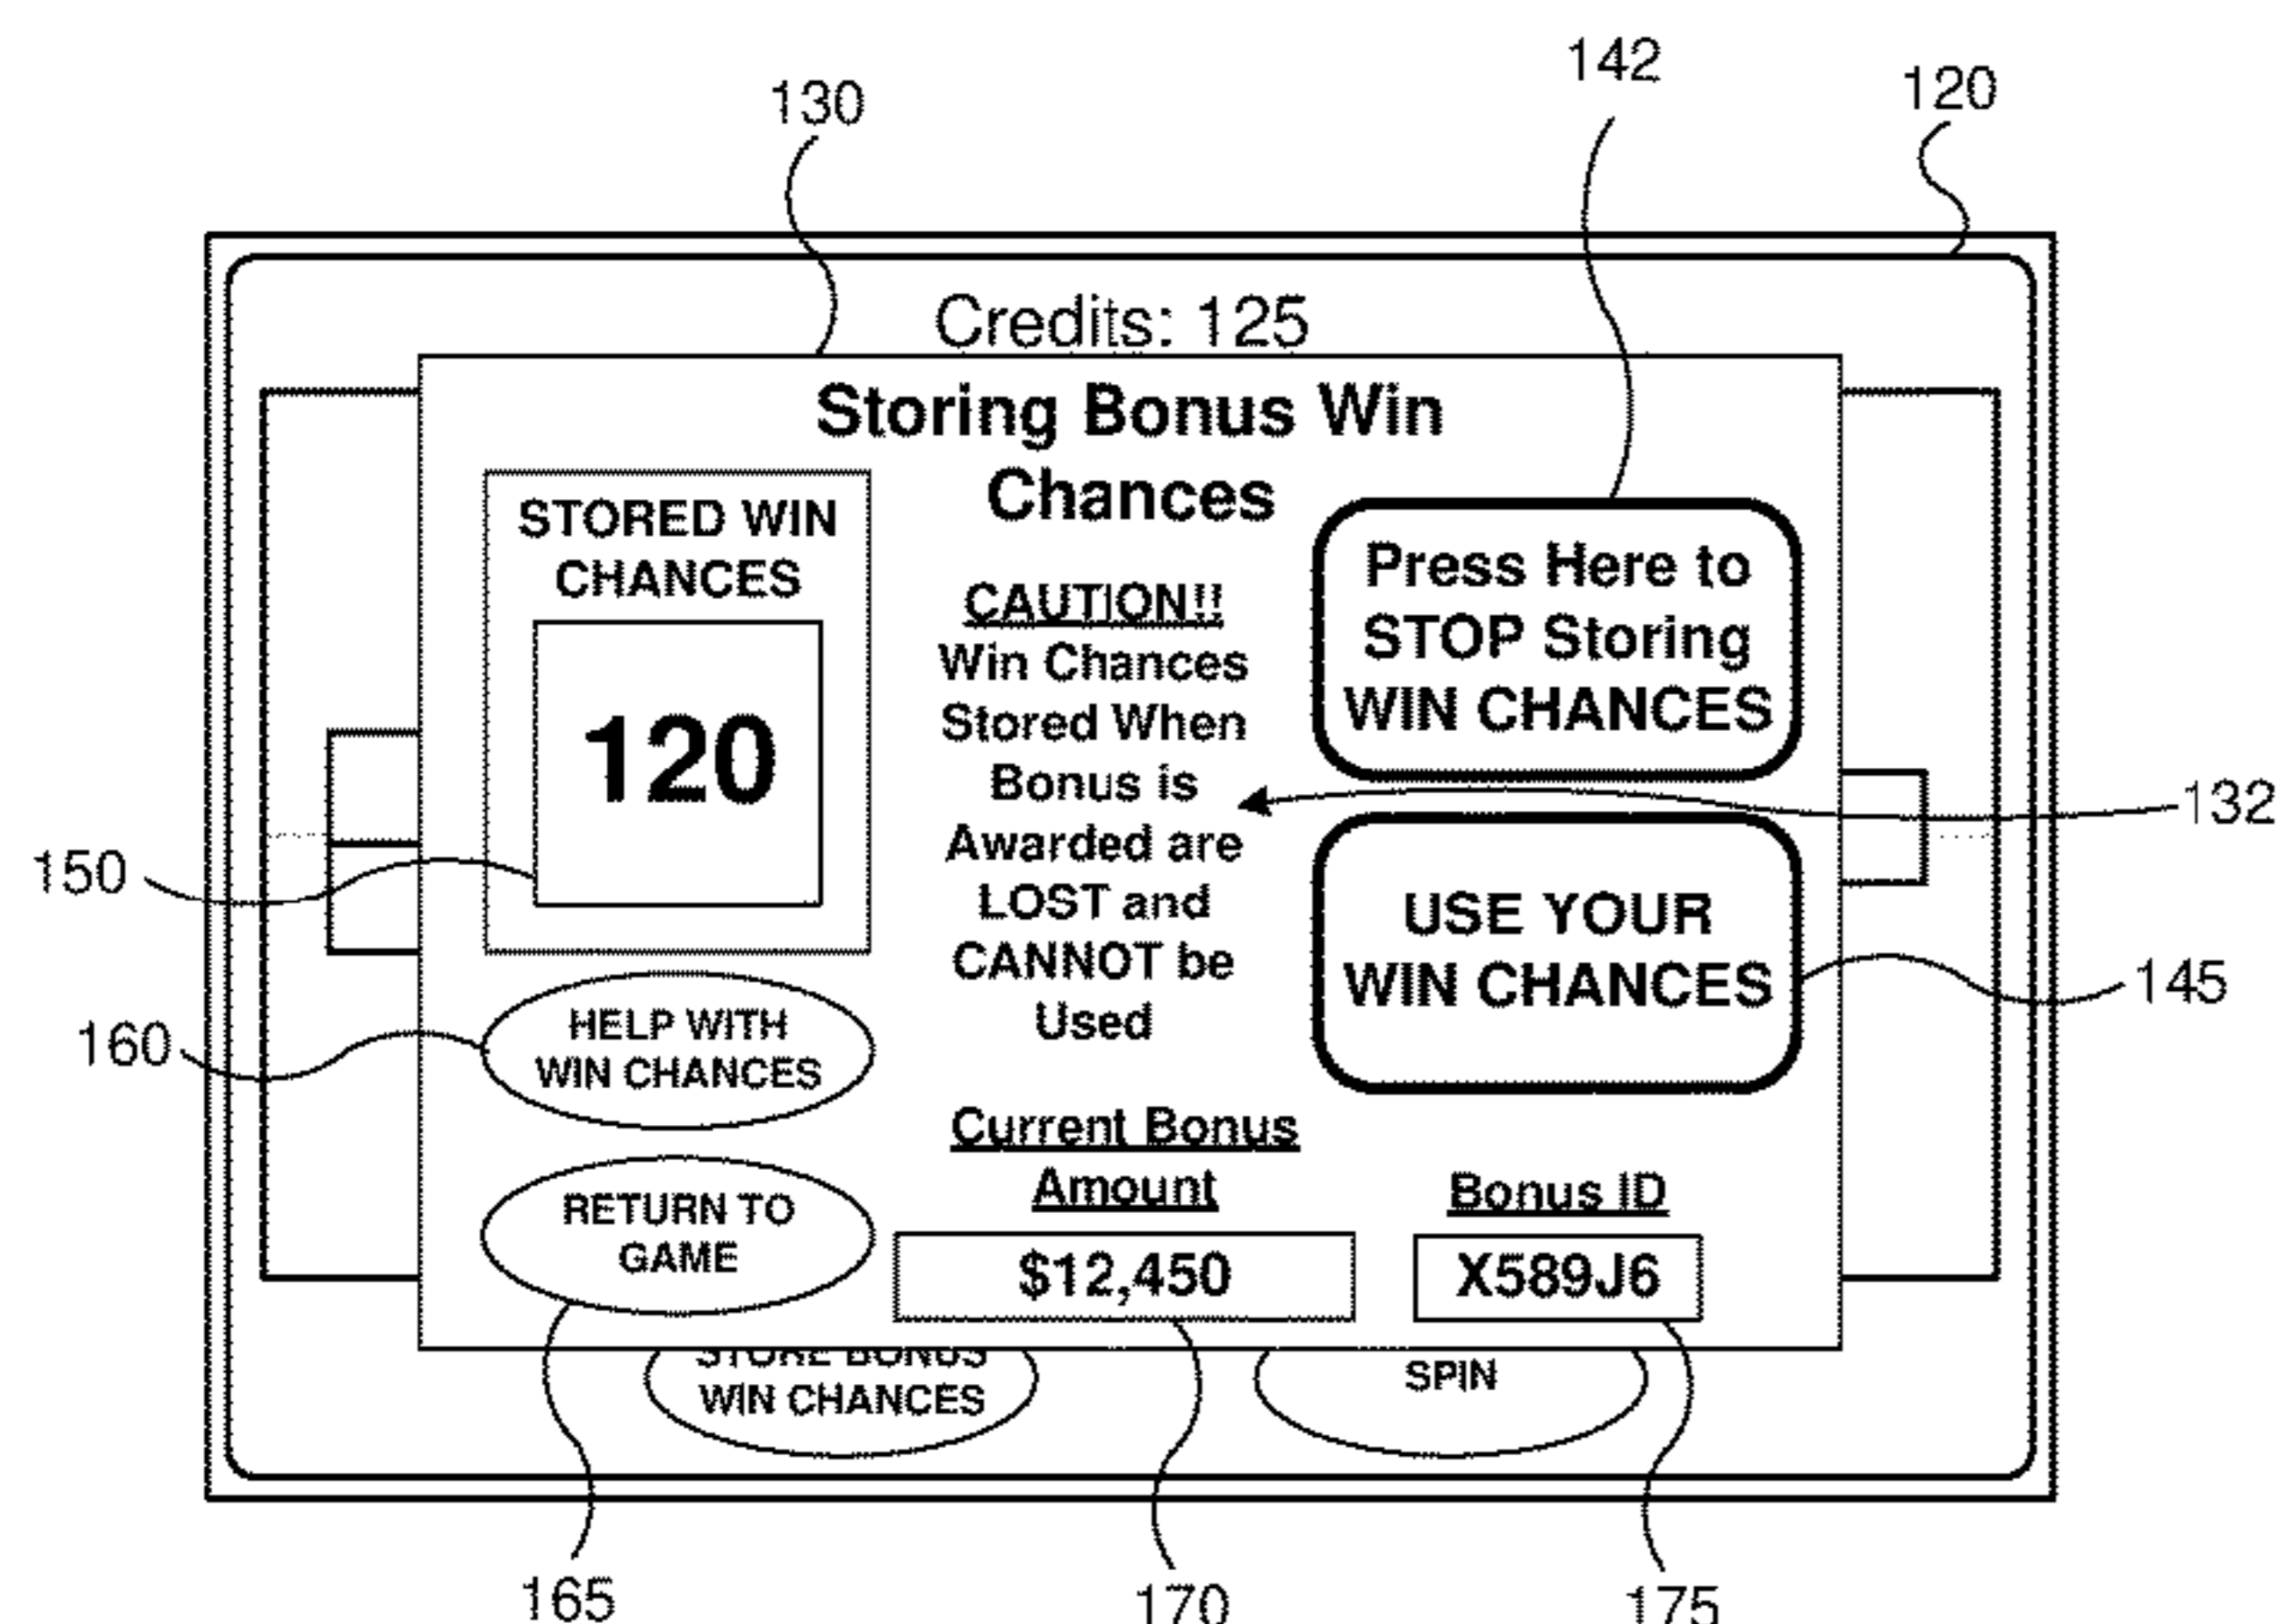 142
120
130
Credits: 125
Storing Bonus Win
Chances
STORED WIN
CHANCES
120
CAUTION!!
Win Chances
Stored When
Bonus is
Awarded are
LOST and
CANNOT be
Used
Press Here to
STOP Storing
WIN CHANCES
132
USE YOUR
WIN CHANCES
145
150
160
HELP WITH
WIN CHANCES
RETURN TO
GAME
Current Bonus
Amount
$12,450
Bonus ID
X589J6
STORE BONUS
WIN CHANCES
SPIN
165
170
175